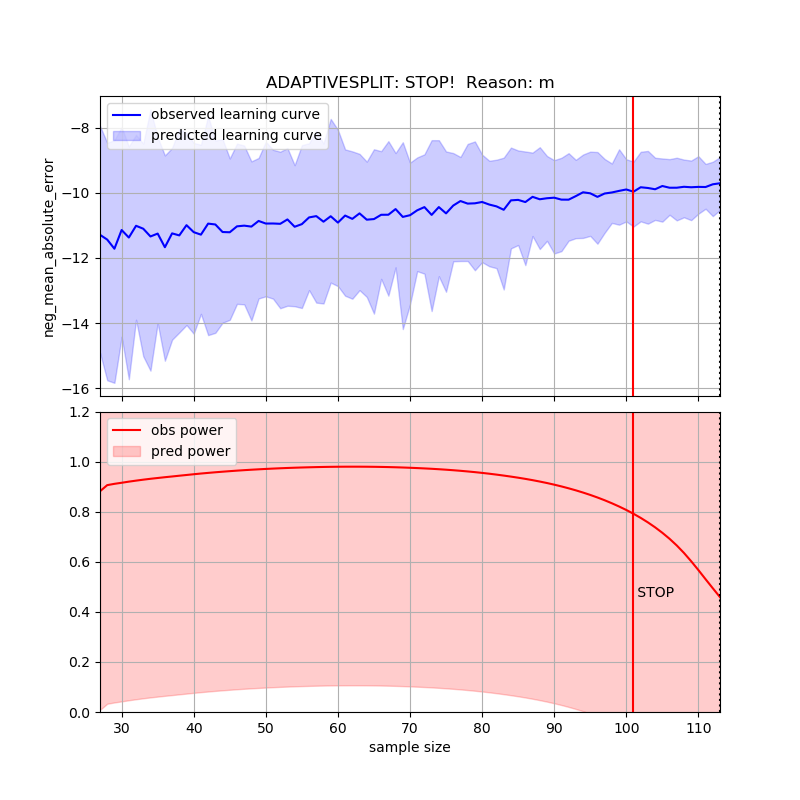 ADAPTIVESPLIT: STOP!  Reason: m
observed learning curve
predicted learning curve
neg_mean_absolute_error
−8
−10
−12
−14
−16
obs power
pred power
1.2
1.0
0.8
0.6
0.4
0.2
0.0
STOP
30 40 50 60 70 80 90 100 110
sample size